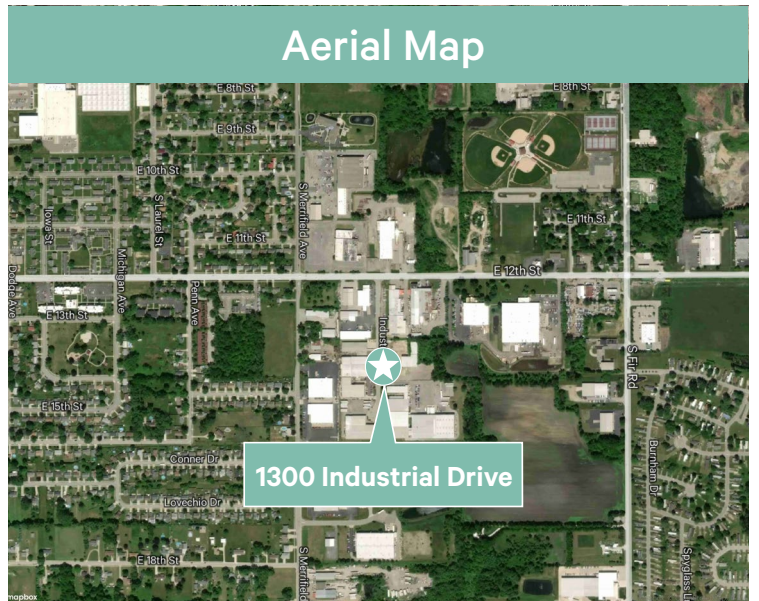 Aerial Map
E 8th St
E 8th St
E 9th St
E 10th St
S Merrifield Ave
Iowa St
S Laurel St
E 11th St
E 11th St
Michigan Ave
E 12th St
Dodge Ave
Penn Ave
E 13th St
Indust
S Fir Rd
E 15th St
1300 Industrial Drive
Conner Dr
Burnham Dr
Lovechio Dr
E 18th St
S Merrifield
Spyglass L
mapbox